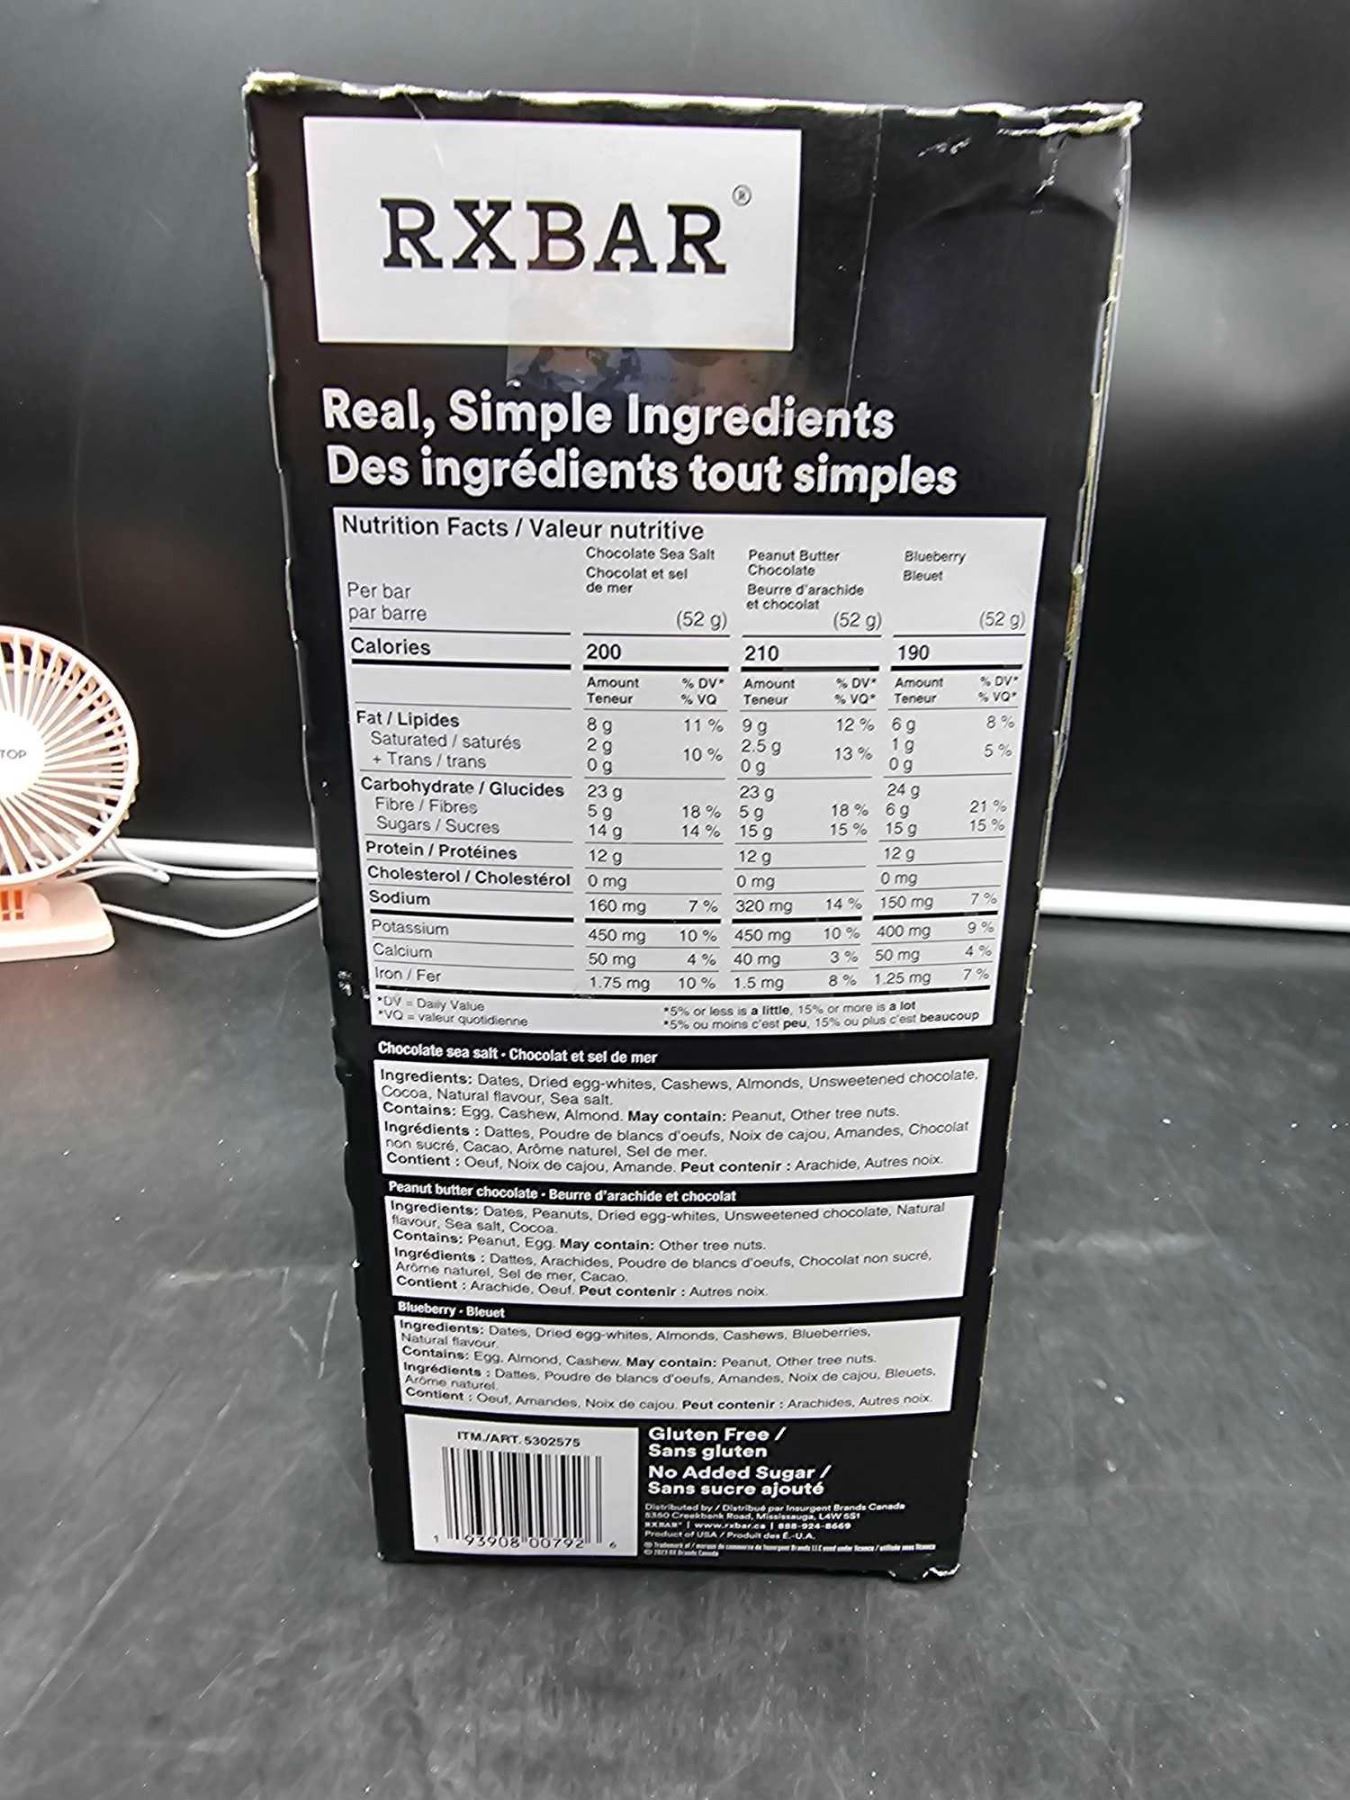 RXBAR®
Real, Simple Ingredients
Des ingrédients tout simples
Nutrition Facts / Valeur nutritive
Per bar
par barre
Chocolate Sea Salt
Chocolat et sel
de mer
(52 g)
Peanut Butter
Chocolate
Beurre d'arachide
et chocolat
(52 g)
Blueberry
Bleuet
(52 g)
Calories 200 210 190
Amount % DV* Amount % DV* Amount % DV*
Teneur % VQ Teneur % VQ* Teneur % VQ*
Fat / Lipides 8 g 11 % 9 g 12 % 6 g 8 %
Saturated / saturés 2 g 2.5 g 1 g
10 % 13 % 5 %
+ Trans / trans 0 g 0 g 0 g
Carbohydrate / Glucides 23 g 23 g 24 g
Fibre / Fibres 5 g 18 % 5 g 18 % 6 g 21 %
Sugars / Sucres 14 g 14 % 15 g 15 % 15 g 15 %
Protein / Protéines 12 g 12 g 12 g
Cholesterol / Cholestérol 0 mg 0 mg 0 mg
Sodium 160 mg 7 % 320 mg 14 % 150 mg 7 %
Potassium 450 mg 10 % 450 mg 10 % 400 mg 9 %
Calcium 50 mg 4 % 40 mg 3 % 50 mg 4 %
Iron / Fer 1.75 mg 10 % 1.5 mg 8 % 1.25 mg 7 %
*DV = Daily Value
*VQ = valeur quotidienne
*5% or less is a little, 15% or more is a lot
*5% ou moins c'est peu, 15% ou plus c'est beaucoup
Chocolate sea salt - Chocolat et sel de mer
Ingredients: Dates, Dried egg-whites, Cashews, Almonds, Unsweetened chocolate,
Cocoa, Natural flavour, Sea salt.
Contains: Egg, Cashew, Almond. May contain: Peanut, Other tree nuts.
Ingrédients : Dattes, Poudre de blancs d'oeufs, Noix de cajou, Amandes, Chocolat
non sucré, Cacao, Arôme naturel, Sel de mer.
Contient : Oeuf, Noix de cajou, Amande. Peut contenir : Arachide, Autres noix.
Peanut butter chocolate - Beurre d'arachide et chocolat
Ingredients: Dates, Peanuts, Dried egg-whites, Unsweetened chocolate, Natural
flavour, Sea salt, Cocoa.
Contains: Peanut, Egg. May contain: Other tree nuts.
Ingrédients : Dattes, Arachides, Poudre de blancs d'oeufs, Chocolat non sucré,
Arôme naturel, Sel de mer, Cacao.
Contient : Arachide, Oeuf. Peut contenir : Autres noix.
Blueberry - Bleuet
Ingredients: Dates, Dried egg-whites, Almonds, Cashews, Blueberries,
Natural flavour.
Contains: Egg, Almond, Cashew. May contain: Peanut, Other tree nuts.
Ingrédients : Dattes, Poudre de blancs d'oeufs, Amandes, Noix de cajou, Bleuets,
Arôme naturel.
Contient : Oeuf, Amandes, Noix de cajou. Peut contenir : Arachides, Autres noix.
ITM./ART. 5302575
1 93908 00792 6
Gluten Free /
Sans gluten
No Added Sugar /
Sans sucre ajouté
Distributed by / Distribué par Insurgent Brands Canada
5350 Creekbank Road, Mississauga, L4W 5S1
RXBAR | www.rxbar.ca | 888-924-8669
Product of USA / Produit des É.-U.A.
TOP